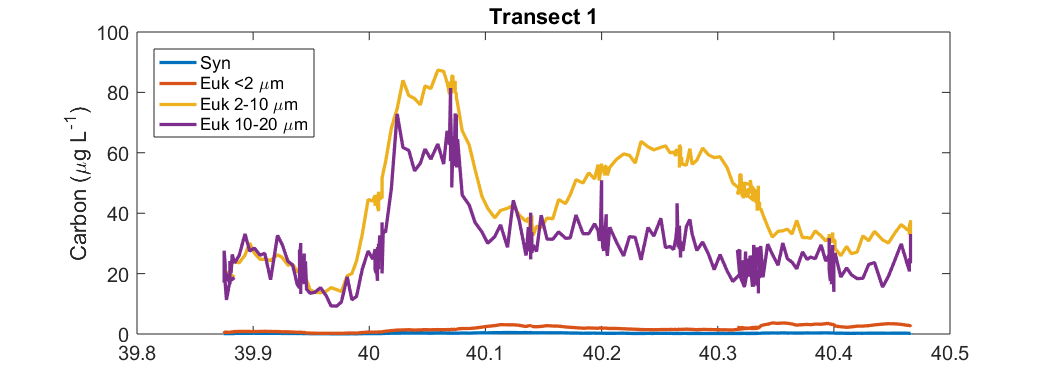 Transect 1
Carbon (μg L⁻¹)
100
80
60
40
20
0
Syn
Euk <2 μm
Euk 2-10 μm
Euk 10-20 μm
39.8 39.9 40 40.1 40.2 40.3 40.4 40.5